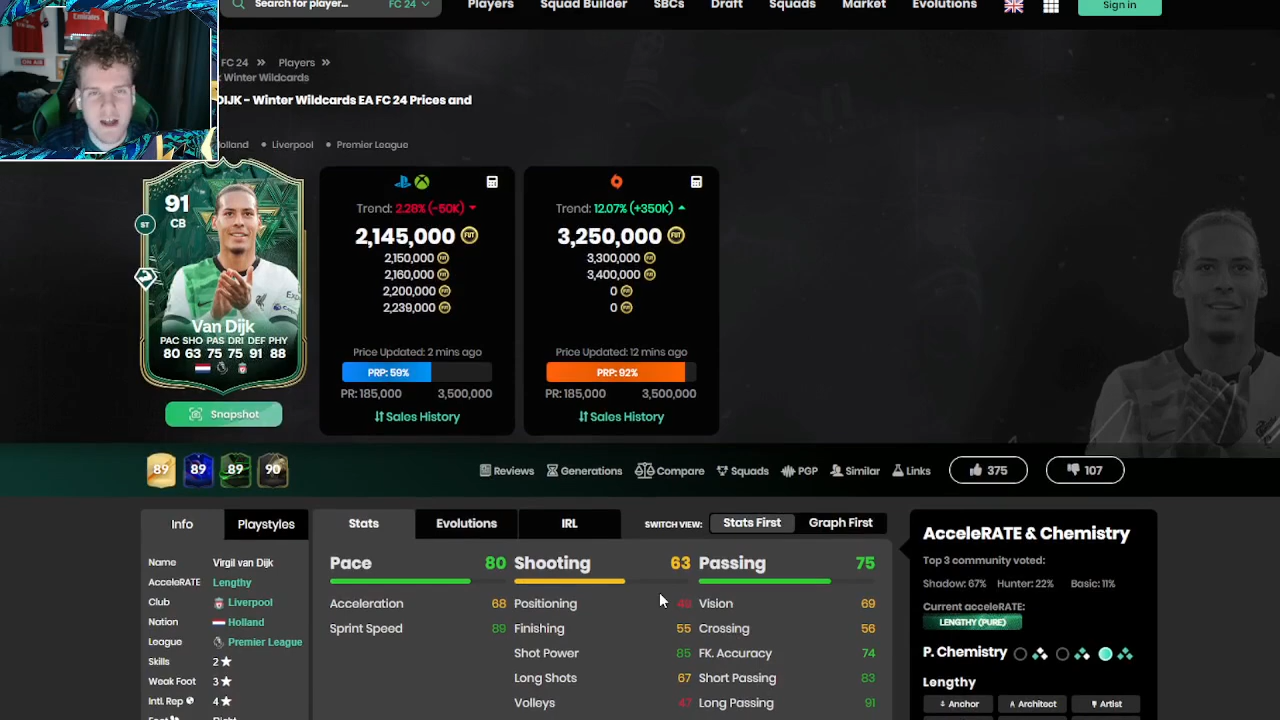 Search for player...
FC 24
Players
Squad Builder
SBCs
Draft
Squads
Market
Evolutions
Sign in
FC 24 Players
Winter Wildcards
DIJK - Winter Wildcards EA FC 24 Prices and
Holland Liverpool Premier League
91
CB
ST
Van Dijk
PAC SHO PAS DRI DEF PHY
80 63 75 75 91 88
Snapshot
Trend: 2.28% (-50K)
2,145,000 FUT
2,150,000
2,160,000
2,200,000
2,239,000
Price Updated: 2 mins ago
PRP: 59%
PR: 185,000 3,500,000
Sales History
Trend: 12.07% (+350K)
3,250,000 FUT
3,300,000
3,400,000
0
0
Price Updated: 12 mins ago
PRP: 92%
PR: 185,000 3,500,000
Sales History
89 89 89 90
Reviews Generations Compare Squads PGP Similar Links 375 107
Info Playstyles
Name Virgil van Dijk
AcceleRATE Lengthy
Club Liverpool
Nation Holland
League Premier League
Skills 2
Weak Foot 3
Intl. Rep 4
Stats Evolutions IRL SWITCH VIEW: Stats First Graph First
Pace 80 Shooting 63 Passing 75
Acceleration 68 Positioning Vision 69
Sprint Speed 89 Finishing 55 Crossing 56
Shot Power 85 FK. Accuracy 74
Long Shots 67 Short Passing 83
Volleys 47 Long Passing 91
AcceleRATE & Chemistry
Top 3 community voted:
Shadow: 67% Hunter: 22% Basic: 11%
Current acceleRATE:
LENGTHY (PURE)
P. Chemistry
Lengthy
Anchor Architect Artist